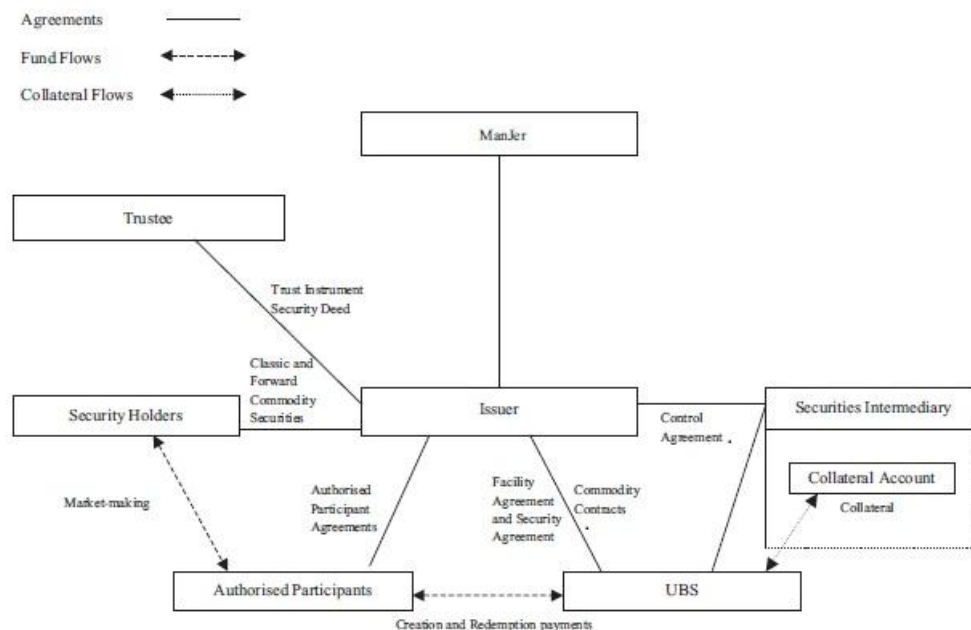 Agreements
Fund Flows
Collateral Flows
ManJer
Trustee
Trust Instrument
Security Deed
Classic and
Forward
Commodity
Securities
Security Holders
Issuer
Securities Intermediary
Control
Agreement
Collateral Account
Collateral
Market-making
Authorised
Participant
Agreements
Facility
Agreement
and Security
Agreement
Commodity
Contracts
Authorised Participants
UBS
Creation and Redemption payments